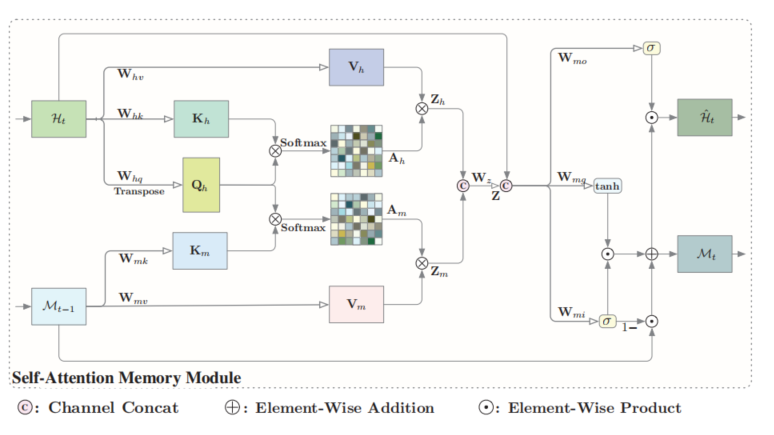 W_hv
V_h
W_mo
σ
Z_h
H_t
W_hk
K_h
Ĥ_t
Softmax
A_h
W_hq
Transpose
Q_h
W_z
C
C
Z
W_mg
tanh
Softmax
A_m
W_mk
K_m
Z_m
M_t
M_{t-1}
W_mv
V_m
W_mi
σ
1-
Self-Attention Memory Module
C: Channel Concat ⊕: Element-Wise Addition ⊙: Element-Wise Product